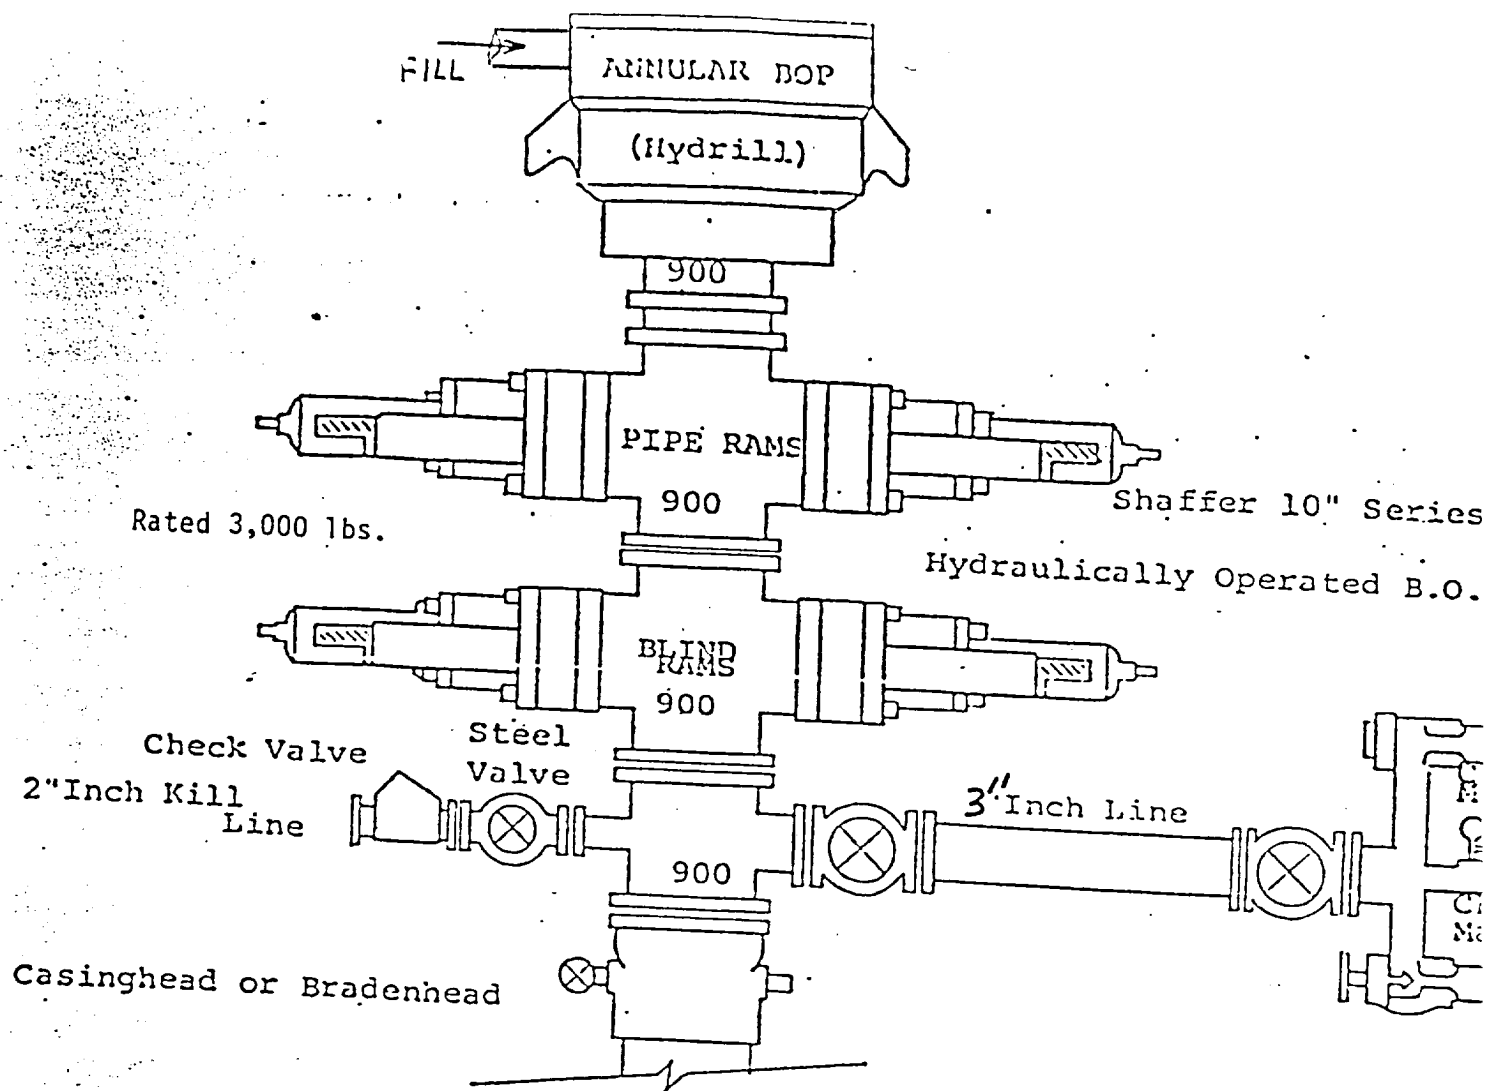 FILL
ANNULAR BOP
(Hydrill)
900
PIPE RAMS
900
Rated 3,000 lbs.
Shaffer 10" Series
Hydraulically Operated B.O.
BLIND
RAMS
900
Check Valve
Steel
Valve
2"Inch Kill
Line
3"Inch Line
900
Casinghead or Bradenhead